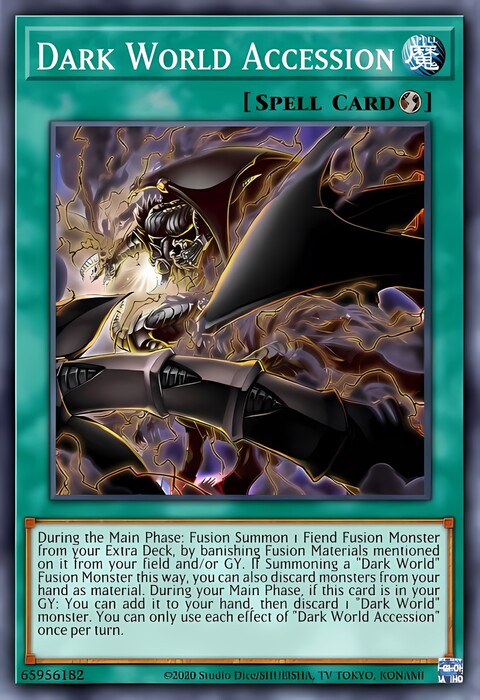 DARK WORLD ACCESSION 魔
[SPELL CARD]
During the Main Phase: Fusion Summon 1 Fiend Fusion Monster
from your Extra Deck, by banishing Fusion Materials mentioned
on it from your field and/or GY. If Summoning a "Dark World"
Fusion Monster this way, you can also discard monsters from your
hand as material. During your Main Phase, if this card is in your
GY: You can add it to your hand, then discard 1 "Dark World"
monster. You can only use each effect of "Dark World Accession"
once per turn.
65956182 ©2020 Studio Dice/SHUEISHA, TV TOKYO, KONAMI